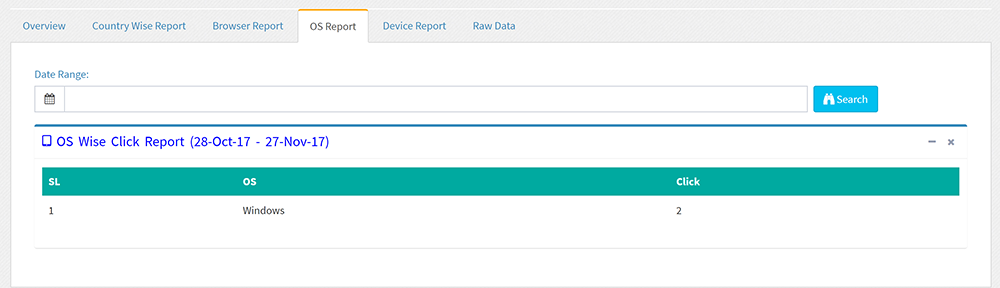 Overview Country Wise Report Browser Report OS Report Device Report Raw Data
Date Range:
Search
OS Wise Click Report (28-Oct-17 - 27-Nov-17)
SL OS Click
1 Windows 2